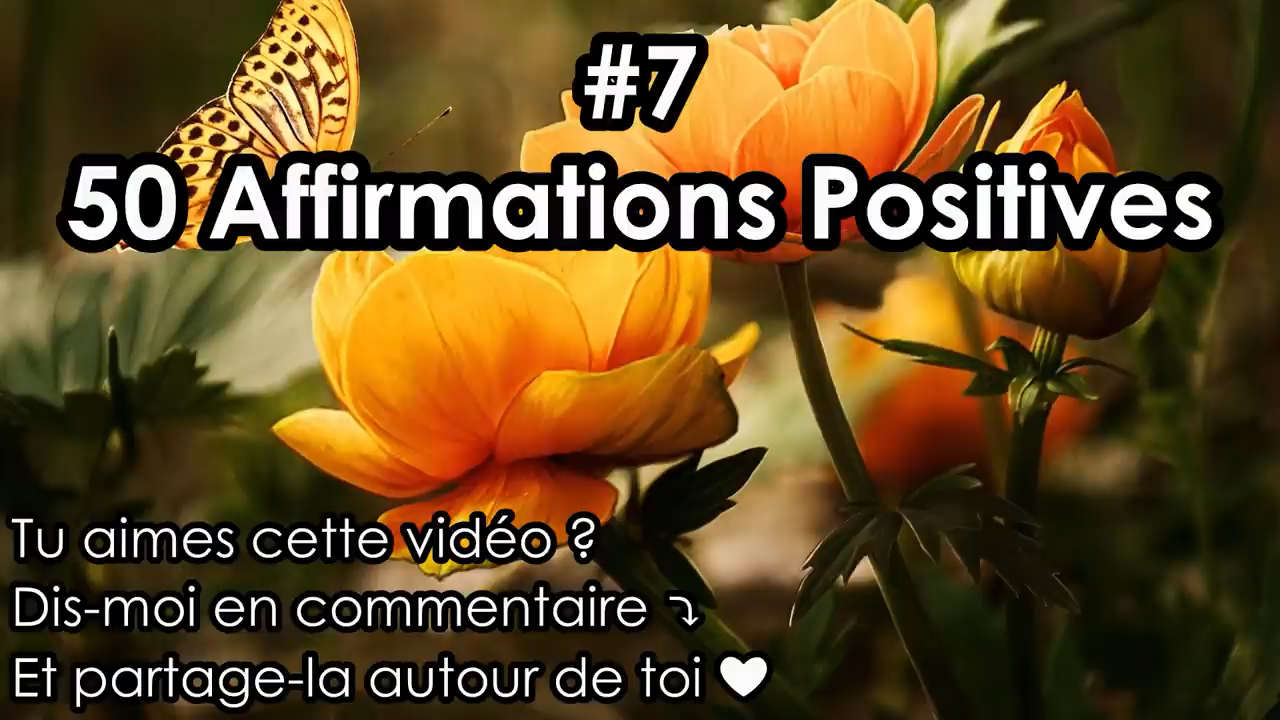 #7
50 Affirmations Positives
Tu aimes cette vidéo ?
Dis-moi en commentaire ⤵
Et partage-la autour de toi ♥